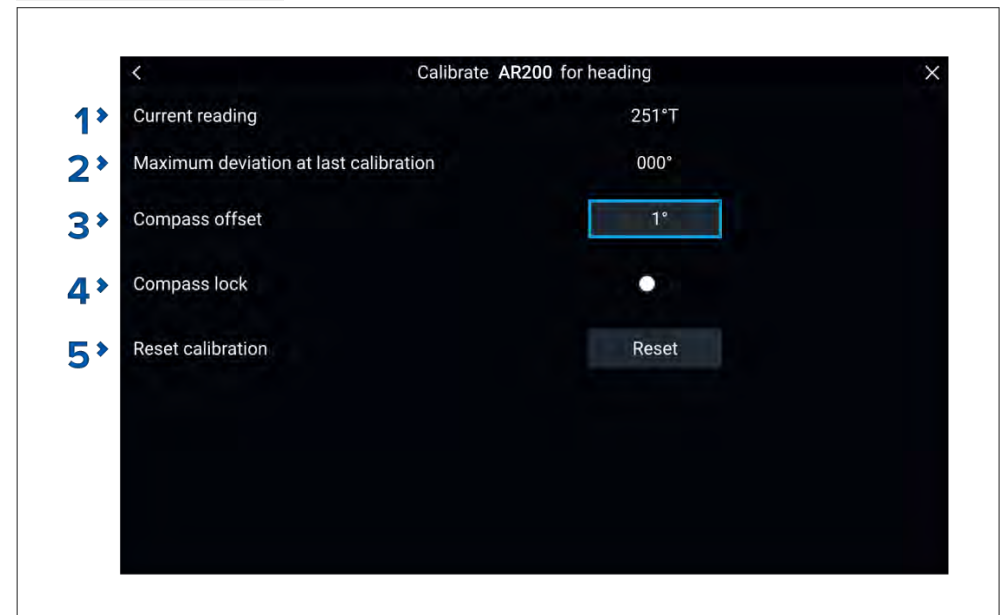 Calibrate AR200 for heading
1 Current reading 251°T
2 Maximum deviation at last calibration 000°
3 Compass offset 1°
4 Compass lock
5 Reset calibration Reset